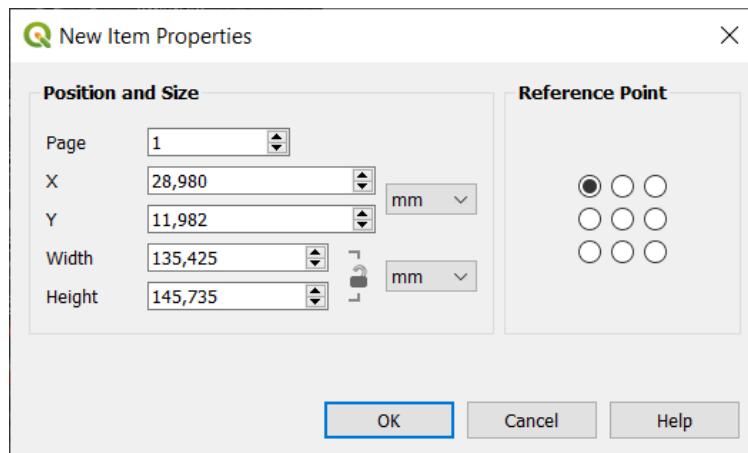 New Item Properties
Position and Size
Page 1
X 28,980
mm
Y 11,982
Width 135,425
mm
Height 145,735
Reference Point
OK Cancel Help